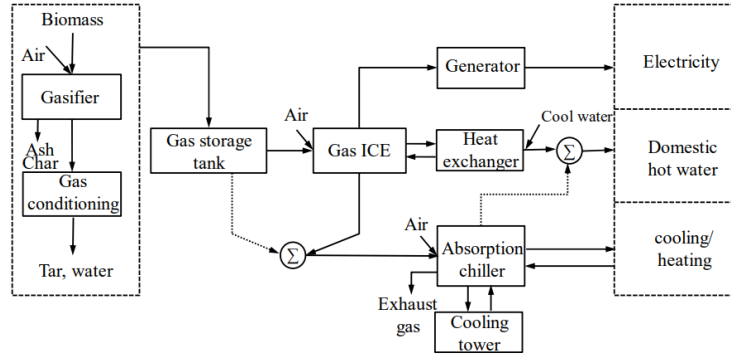 Biomass
Air
Gasifier
Ash
Char
Gas
conditioning
Tar, water
Gas storage
tank
Air
Gas ICE
Generator
Heat
exchanger
Cool water
Σ
Σ
Air
Absorption
chiller
Exhaust
gas
Cooling
tower
Electricity
Domestic
hot water
cooling/
heating